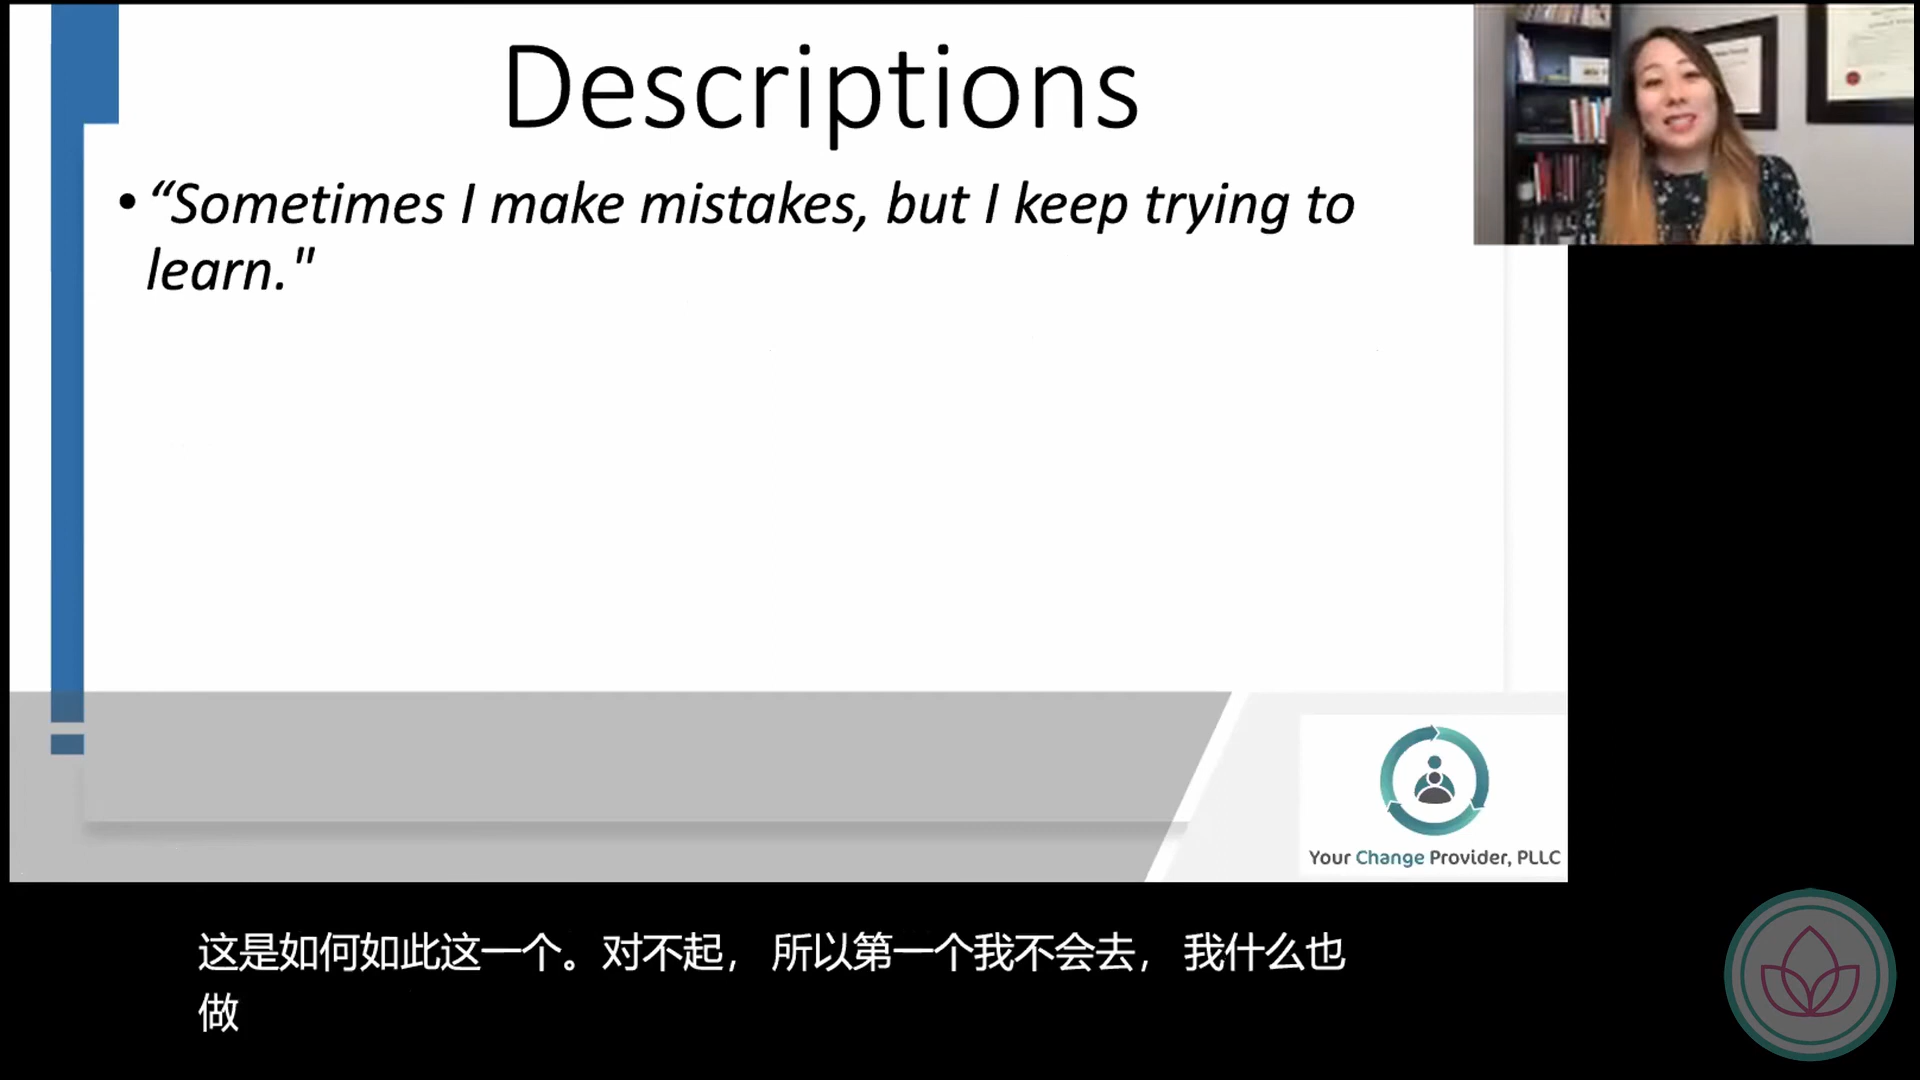 Descriptions
• “Sometimes I make mistakes, but I keep trying to
learn."
Your Change Provider, PLLC
这是如何如此这一个。对不起， 所以第一个我不会去， 我什么也
做